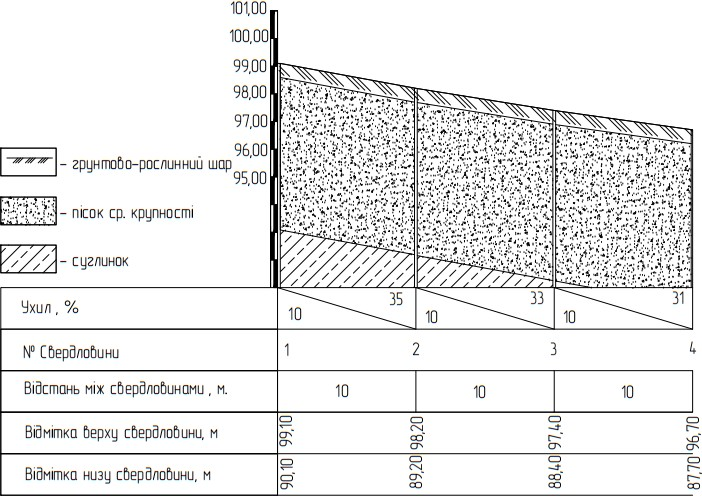 101,00
100,00
99,00
98,00
97,00
96,00
95,00
- грунтово-рослинний шар
- пісок ср. крупності
- суглинок
Ухил , % 10 35 10 33 10 31
№ Свердловини 1 2 3 4
Відстань між свердловинами , м. 10 10 10
Відмітка верху свердловини, м 99,10 98,20 97,40 96,70
Відмітка низу свердловини, м 90,10 89,20 88,40 87,70